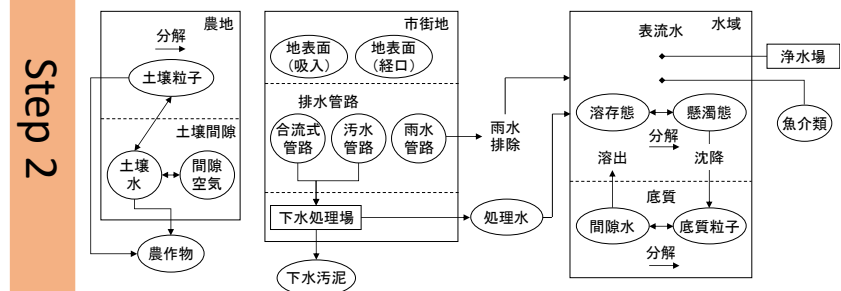 Step 2
農地
分解
土壌粒子
土壌間隙
土壌
水
間隙
空気
農作物
市街地
地表面
(吸入)
地表面
(経口)
排水管路
合流式
管路
汚水
管路
雨水
管路
下水処理場
下水汚泥
雨水
排除
処理水
水域
表流水
浄水場
魚介類
溶存態
懸濁態
分解
溶出
沈降
底質
間隙水
底質粒子
分解